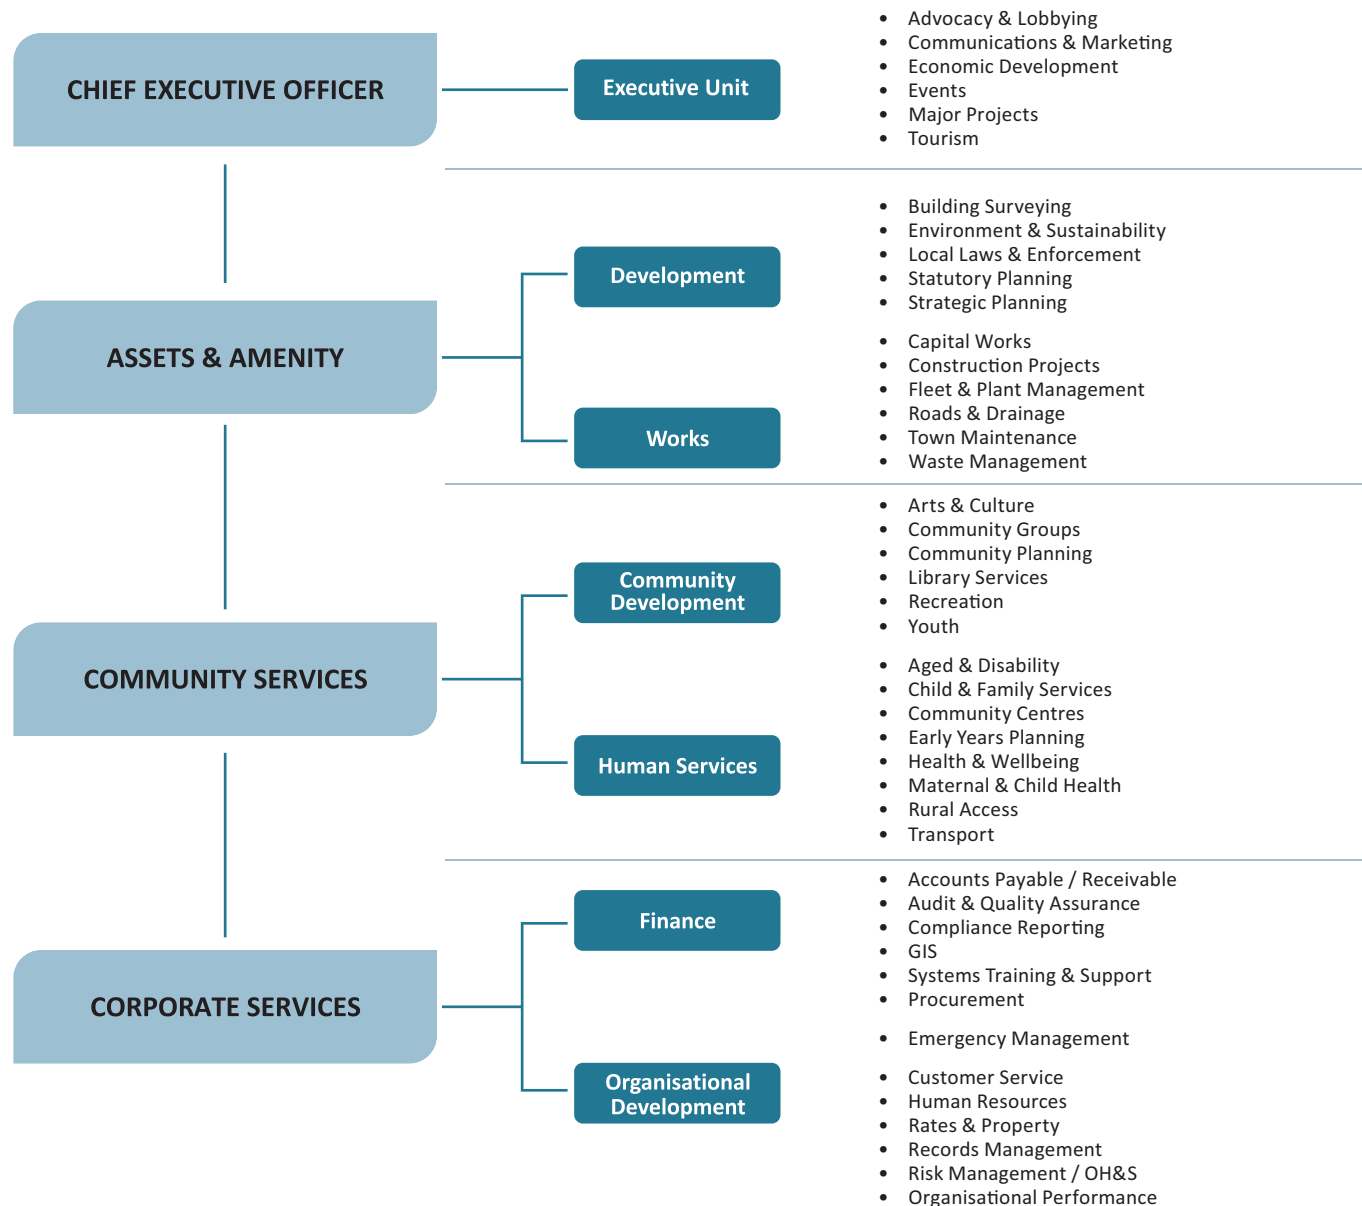 CHIEF EXECUTIVE OFFICER
Executive Unit
• Advocacy & Lobbying
• Communications & Marketing
• Economic Development
• Events
• Major Projects
• Tourism
ASSETS & AMENITY
Development
• Building Surveying
• Environment & Sustainability
• Local Laws & Enforcement
• Statutory Planning
• Strategic Planning
Works
• Capital Works
• Construction Projects
• Fleet & Plant Management
• Roads & Drainage
• Town Maintenance
• Waste Management
COMMUNITY SERVICES
Community
Development
• Arts & Culture
• Community Groups
• Community Planning
• Library Services
• Recreation
• Youth
Human Services
• Aged & Disability
• Child & Family Services
• Community Centres
• Early Years Planning
• Health & Wellbeing
• Maternal & Child Health
• Rural Access
• Transport
CORPORATE SERVICES
Finance
• Accounts Payable / Receivable
• Audit & Quality Assurance
• Compliance Reporting
• GIS
• Systems Training & Support
• Procurement
• Emergency Management
Organisational
Development
• Customer Service
• Human Resources
• Rates & Property
• Records Management
• Risk Management / OH&S
• Organisational Performance